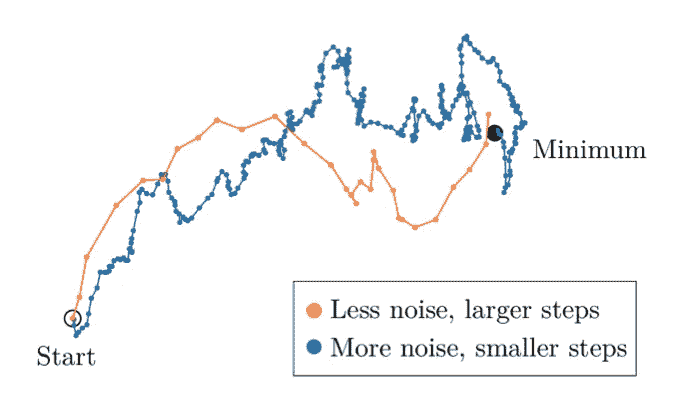 Minimum
Less noise, larger steps
More noise, smaller steps
Start